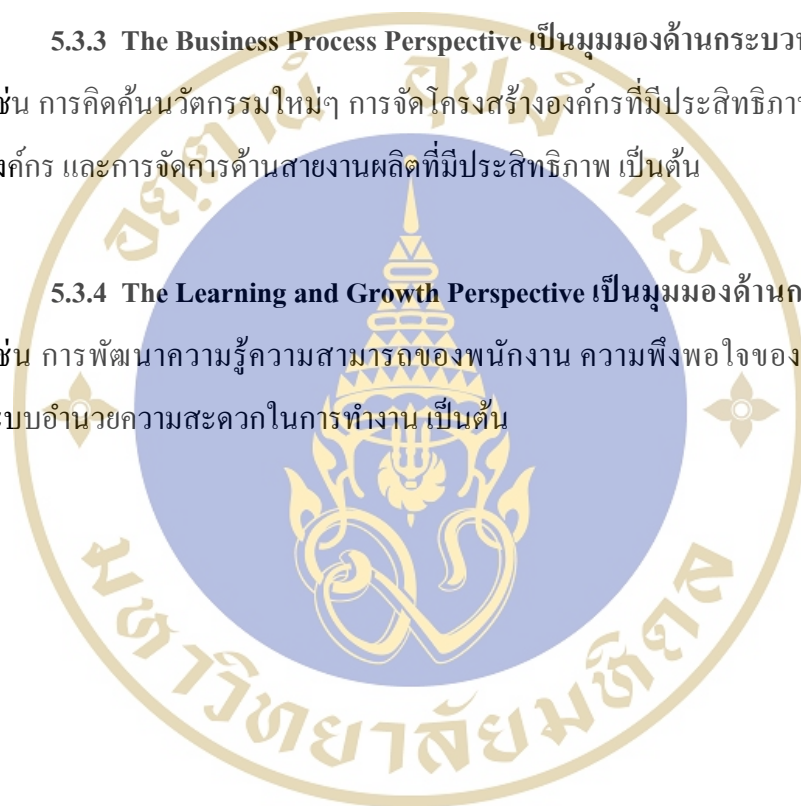 5.3.3 The Business Process Perspective เป็นมุมมองด้านกระบวน
ช่น การคิดค้นนวัตกรรมใหม่ๆ การจัดโครงสร้างองค์กรที่มีประสิทธิภา
งค์กร และการจัดการด้านสายงานผลิตที่มีประสิทธิภาพ เป็นต้น
5.3.4 The Learning and Growth Perspective เป็นมุมมองด้านก
ช่น การพัฒนาความรู้ความสามารถของพนักงาน ความพึงพอใจของ
ะบบอำนวยความสะดวกในการทำงาน เป็นต้น
อตฺตานํ อุปมํ กเร
มหาวิทยาลัยมหิดล